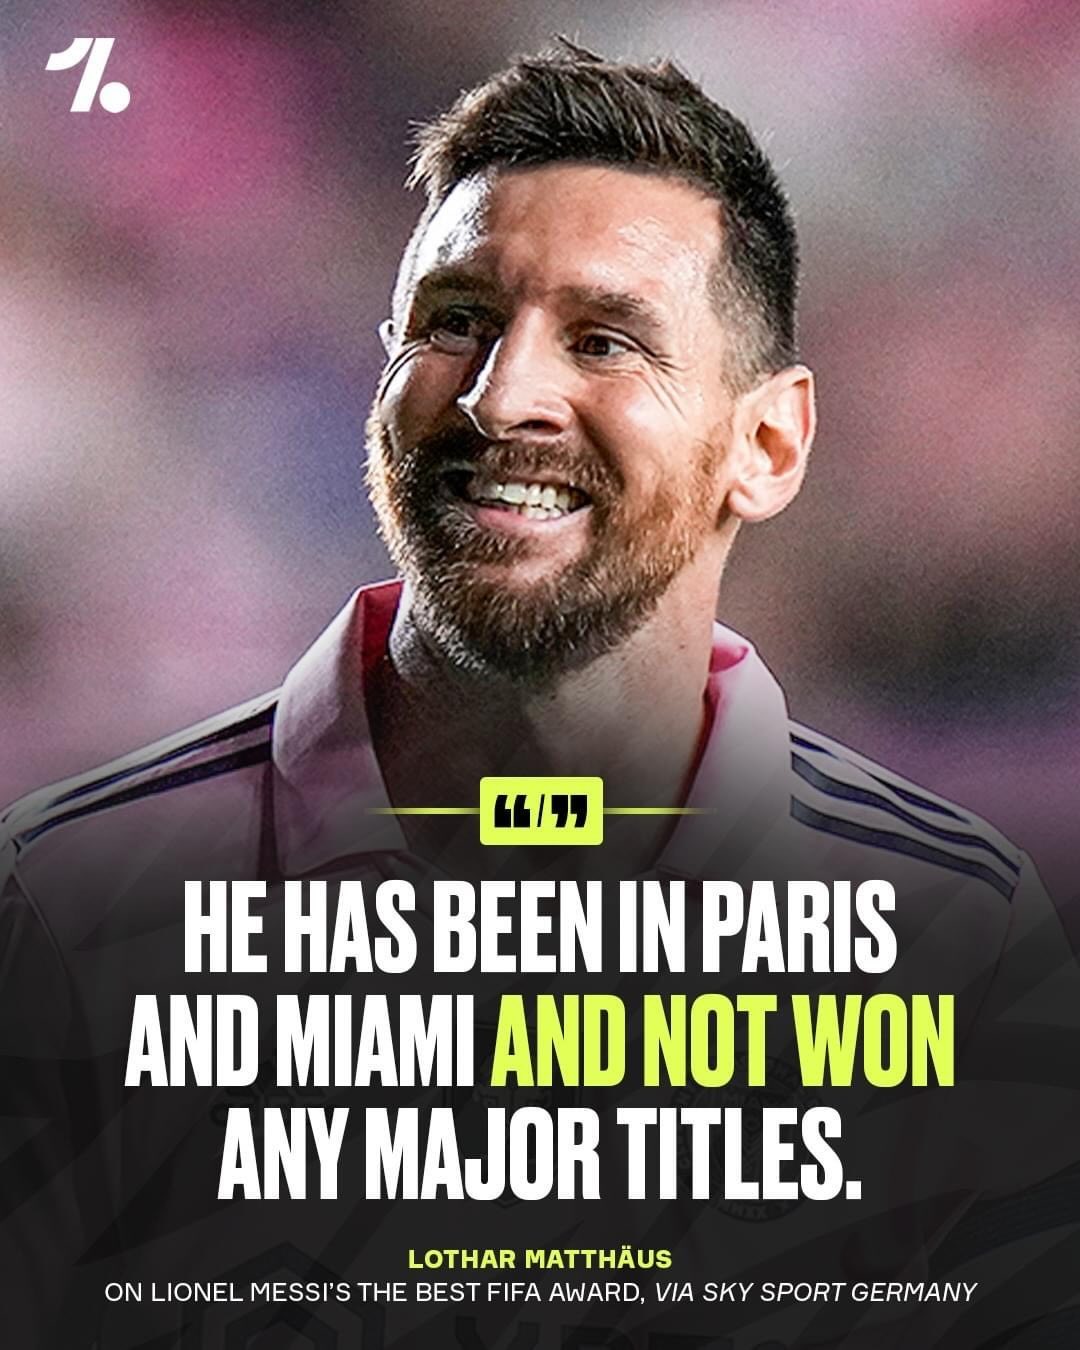 HE HAS BEEN IN PARIS
AND MIAMI AND NOT WON
ANY MAJOR TITLES.
LOTHAR MATTHÄUS
ON LIONEL MESSI'S THE BEST FIFA AWARD, VIA SKY SPORT GERMANY